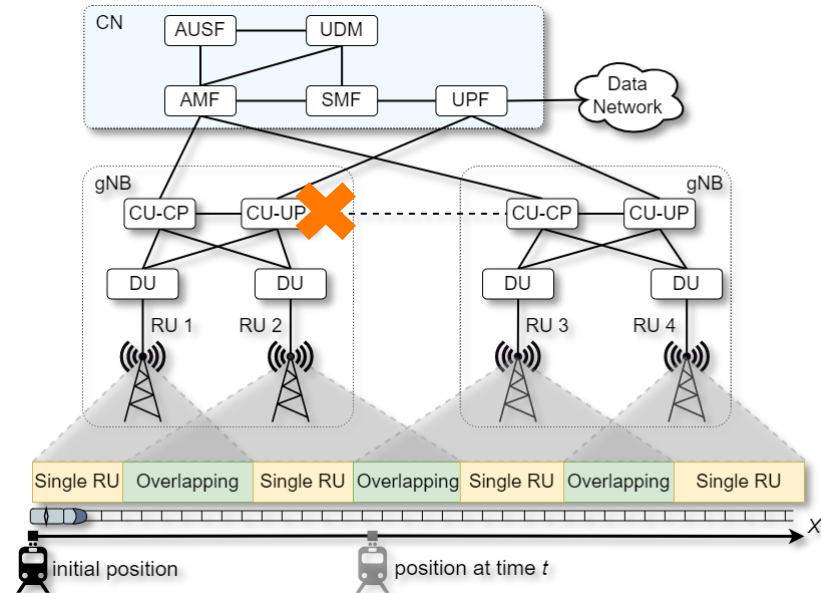 CN
AUSF
UDM
AMF
SMF
UPF
Data
Network
gNB
gNB
CU-CP
CU-UP
CU-CP
CU-UP
DU
DU
DU
DU
RU 1
RU 2
RU 3
RU 4
Single RU
Overlapping
Single RU
Overlapping
Single RU
Overlapping
Single RU
X
initial position
position at time t